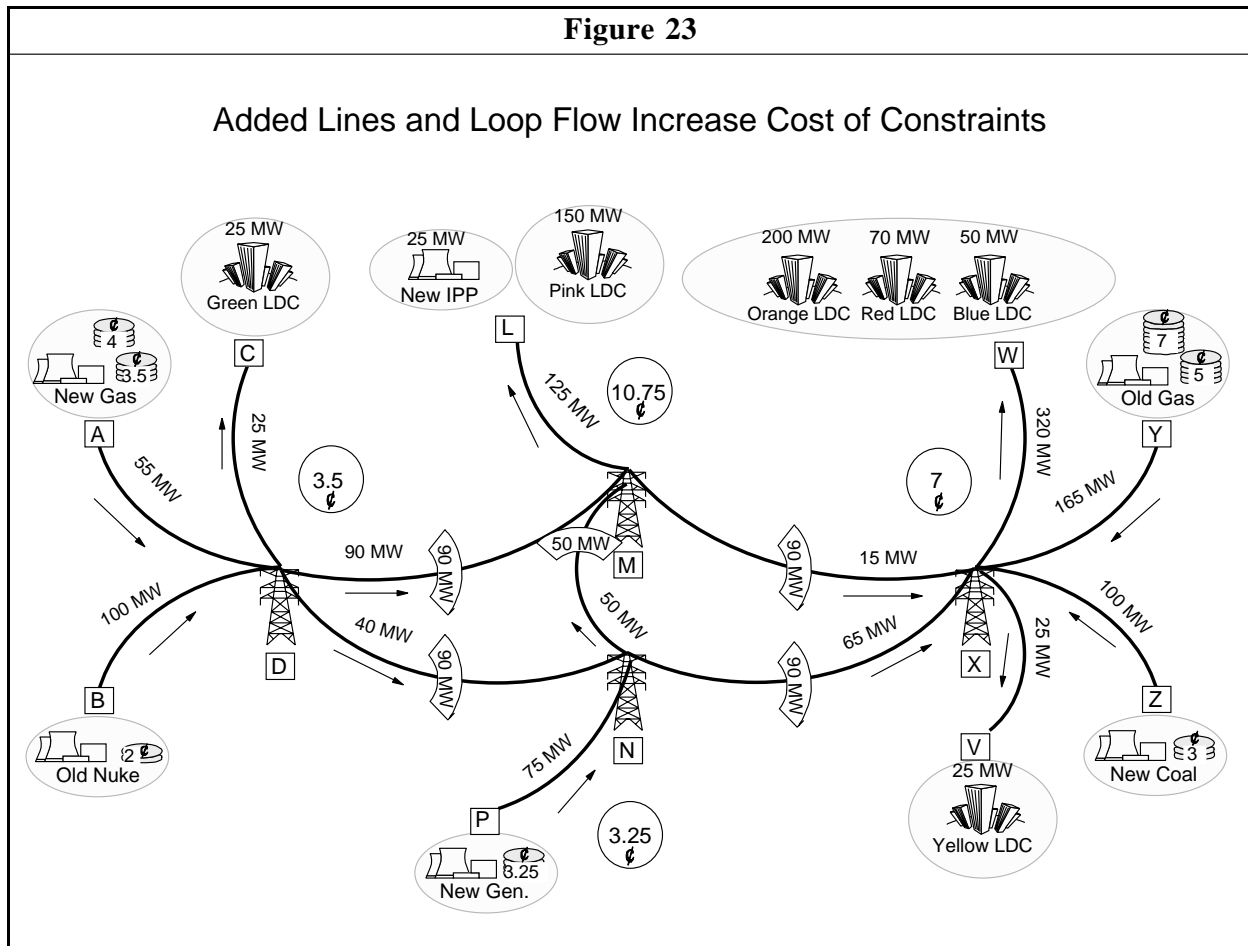 Figure 23
Added Lines and Loop Flow Increase Cost of Constraints
25 MW
Green LDC
25 MW
New IPP
150 MW
Pink LDC
200 MW
Orange LDC
70 MW
Red LDC
50 MW
Blue LDC
¢
4
¢
3.5
New Gas
¢
7
¢
5
Old Gas
C
L
W
A
Y
55 MW
25 MW
125 MW
10.75
¢
3.5
¢
7
¢
320 MW
165 MW
90 MW
90 MW
50 MW
M
90 MW
15 MW
100 MW
40 MW
90 MW
50 MW
65 MW
90 MW
25 MW
100 MW
D
X
B
N
Z
2 ¢
Old Nuke
75 MW
V
¢
3
New Coal
P
3.25
¢
25 MW
Yellow LDC
¢
3.25
New Gen.